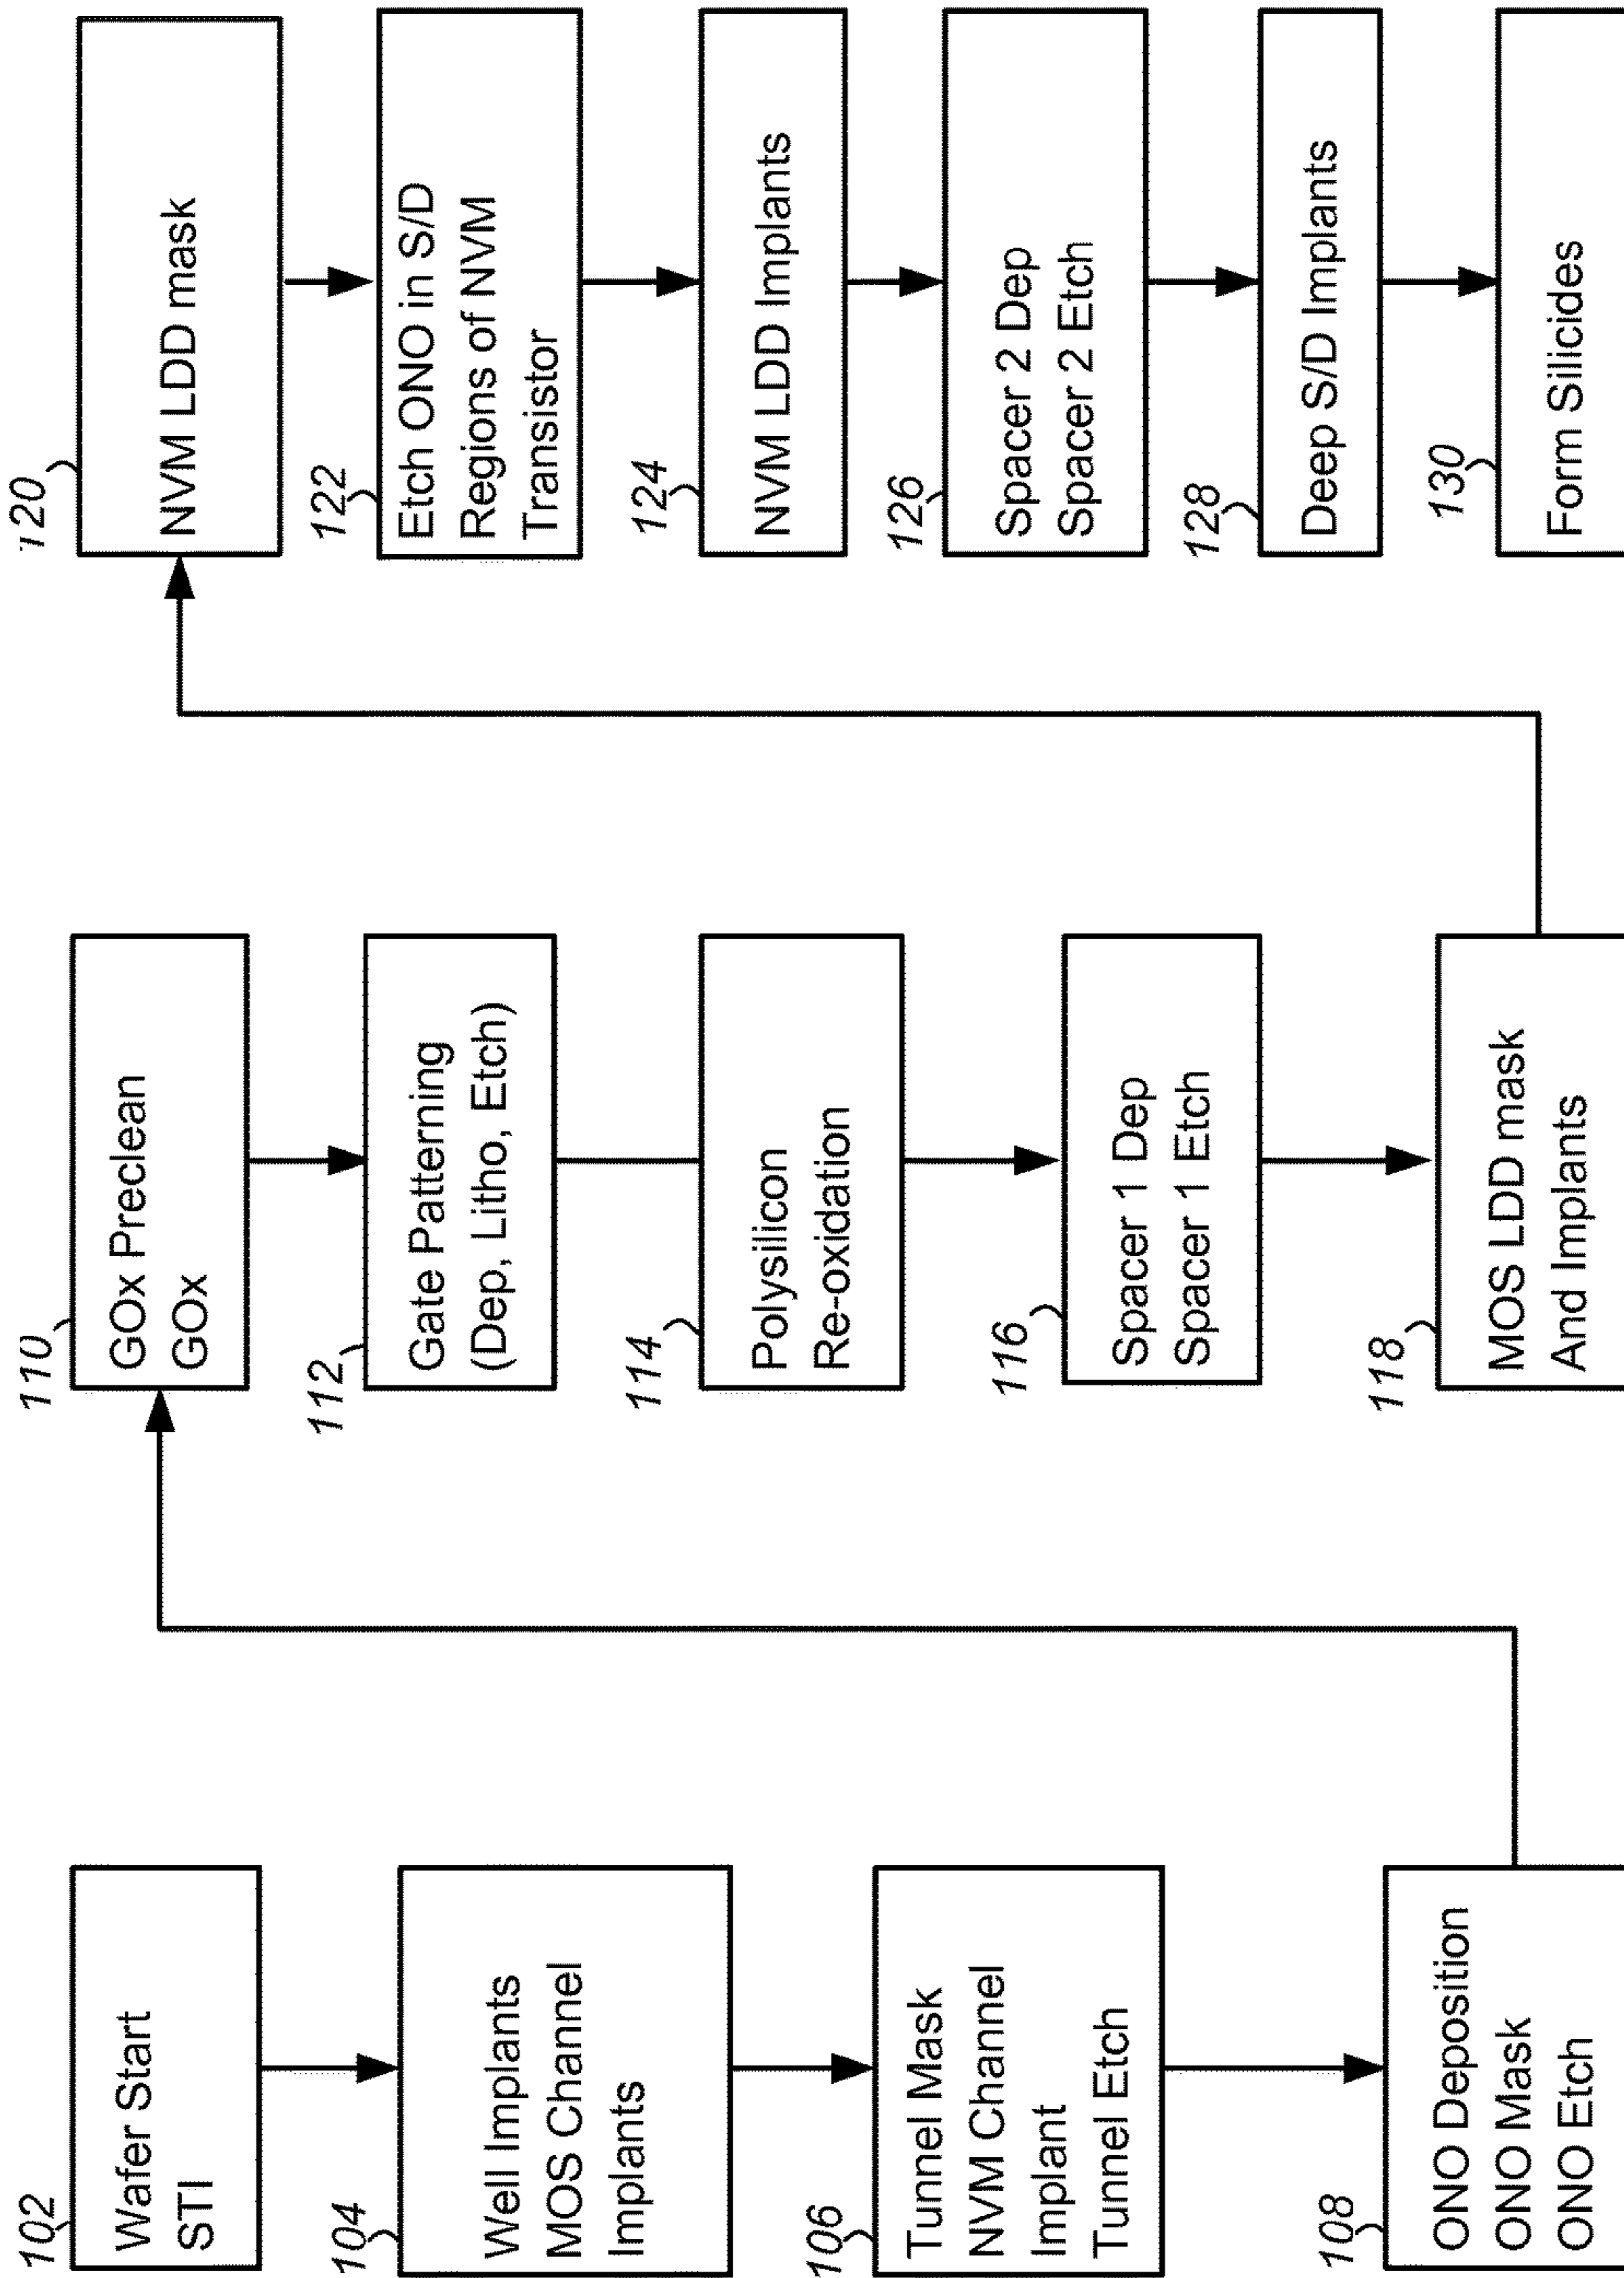 102
Wafer Start
STI
104
Well Implants
MOS Channel
Implants
106
Tunnel Mask
NVM Channel
Implant
Tunnel Etch
108
ONO Deposition
ONO Mask
ONO Etch
110
GOx Preclean
GOx
112
Gate Patterning
(Dep, Litho, Etch)
114
Polysilicon
Re-oxidation
116
Spacer 1 Dep
Spacer 1 Etch
118
MOS LDD mask
And Implants
120
NVM LDD mask
122
Etch ONO in S/D
Regions of NVM
Transistor
124
NVM LDD Implants
126
Spacer 2 Dep
Spacer 2 Etch
128
Deep S/D Implants
130
Form Silicides